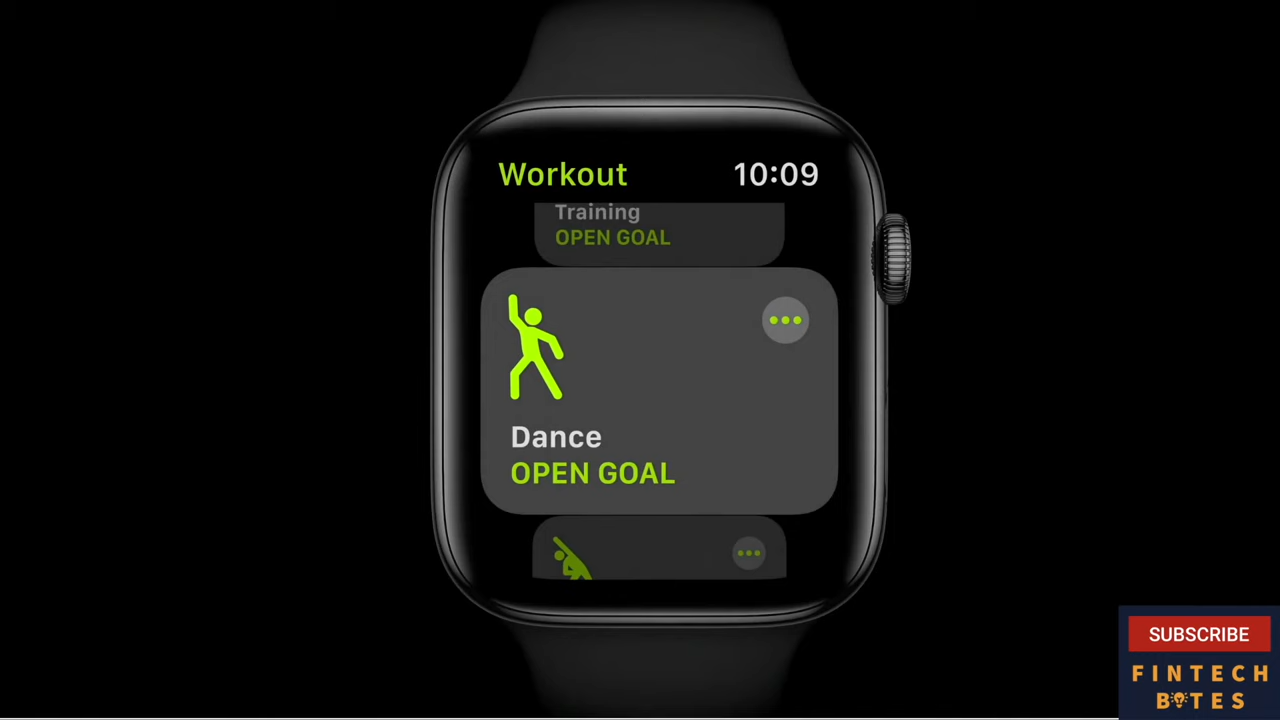 Workout 10:09
Training
OPEN GOAL
Dance
OPEN GOAL
SUBSCRIBE
FINTECH
BYTES